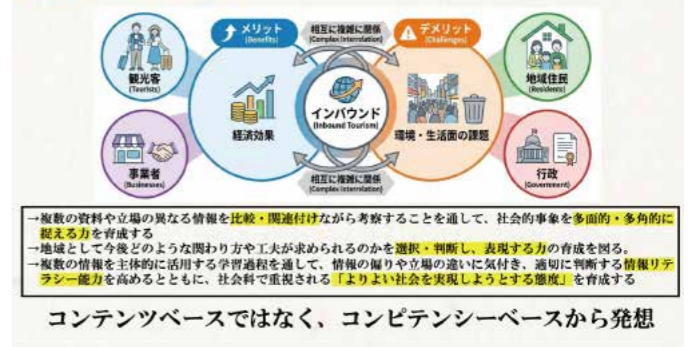 メリット
(Benefits)
相互に複雑に関係
(Complex Interrelation)
デメリット
(Challenges)
観光客
(Tourists)
地域住民
(Residents)
インバウンド
(Inbound Tourism)
経済効果
環境・生活面の課題
事業者
(Businesses)
相互に複雑に関係
(Complex Interrelation)
行政
(Government)
→複数の資料や立場の異なる情報を比較・関連付けながら考察することを通して、社会的事象を多面的・多角的に
捉える力を育成する
→地域として今後どのような関わり方や工夫が求められるのかを選択・判断し、表現する力の育成を図る。
→複数の情報を主体的に活用する学習過程を通して、情報の偏りや立場の違いに気付き、適切に判断する情報リテ
ラシー能力を高めるとともに、社会科で重視される「よりよい社会を実現しようとする態度」を育成する
コンテンツベースではなく、コンピテンシーベースから発想